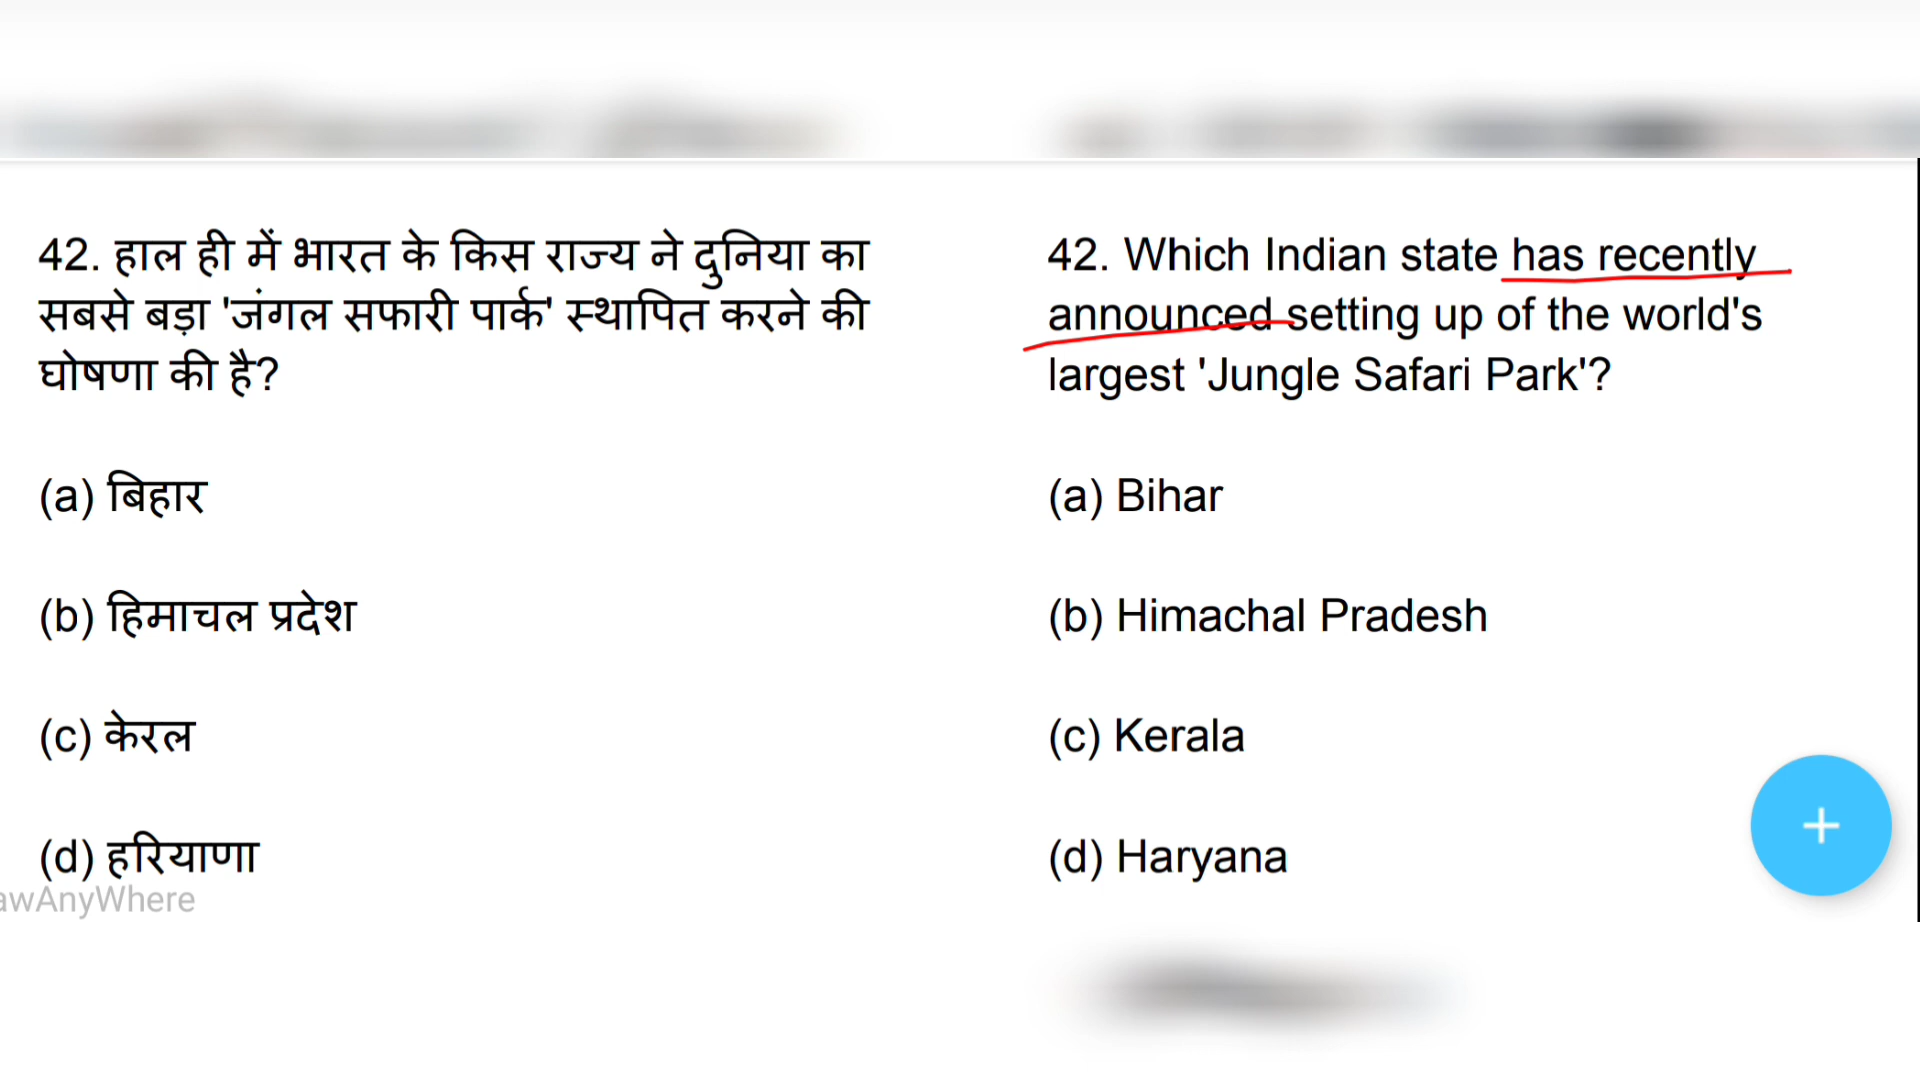 42. हाल ही में भारत के किस राज्य ने दुनिया का
सबसे बड़ा 'जंगल सफारी पार्क' स्थापित करने की
घोषणा की है?
(a) बिहार
(b) हिमाचल प्रदेश
(c) केरल
(d) हरियाणा
42. Which Indian state has recently
announced setting up of the world's
largest 'Jungle Safari Park'?
(a) Bihar
(b) Himachal Pradesh
(c) Kerala
(d) Haryana
awAnyWhere
+